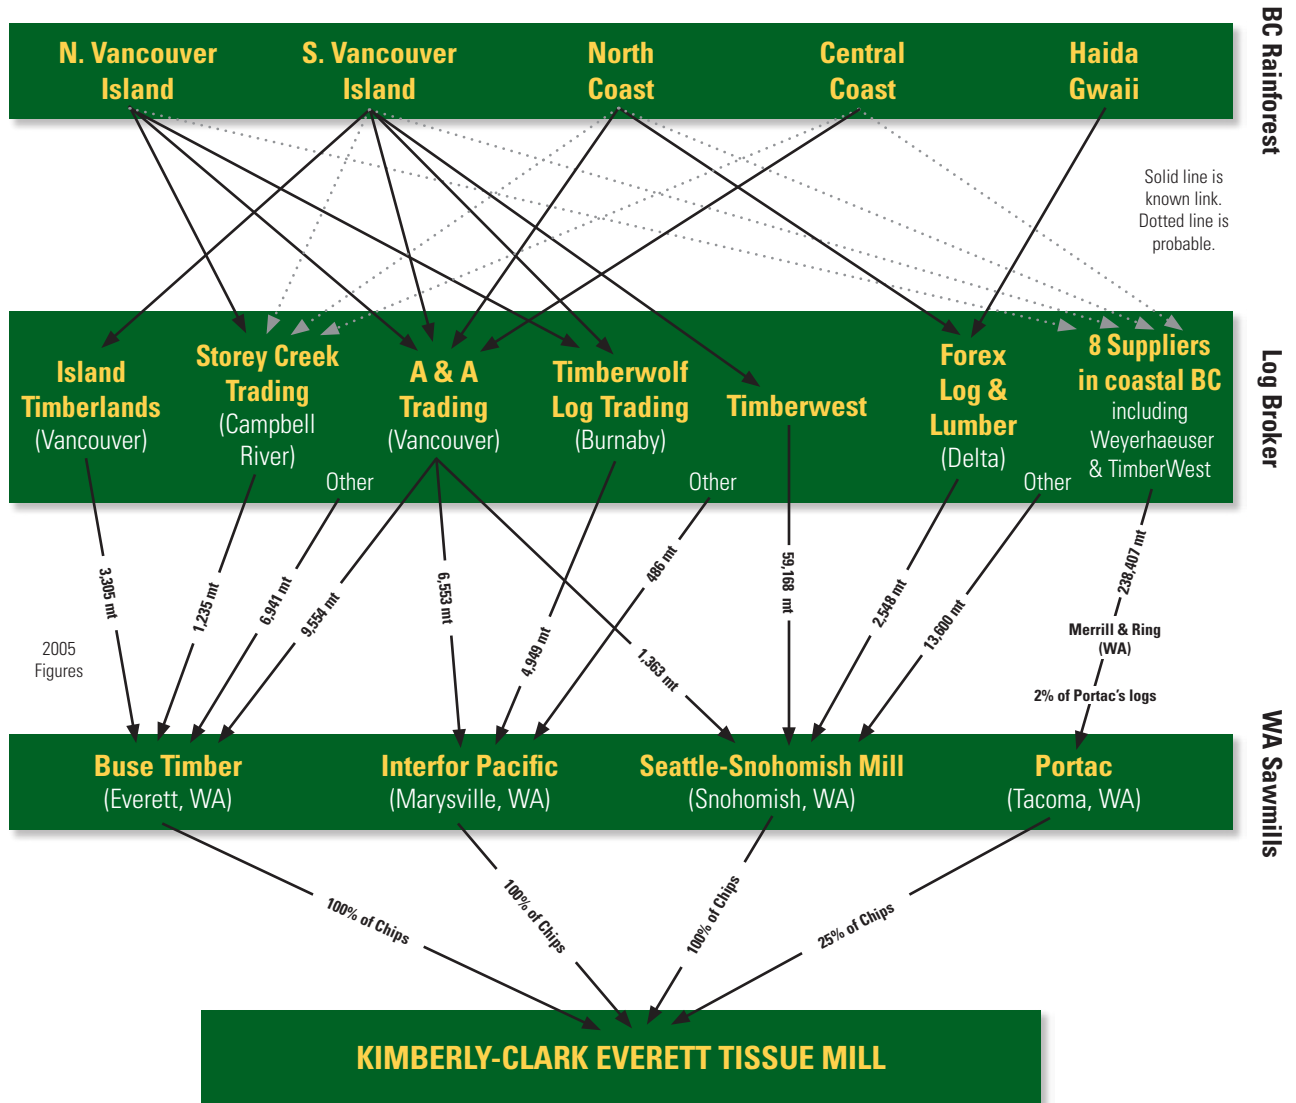 BC Rainforest
N. Vancouver
Island
S. Vancouver
Island
North
Coast
Central
Coast
Haida
Gwaii
Solid line is
known link.
Dotted line is
probable.
Log Broker
Island
Timberlands
(Vancouver)
Storey Creek
Trading
(Campbell
River)
Other
A & A
Trading
(Vancouver)
Timberwolf
Log Trading
(Burnaby)
Other
Timberwest
Forex
Log &
Lumber
(Delta)
Other
8 Suppliers
in coastal BC
including
Weyerhaeuser
& TimberWest
3,305 mt
1,235 mt
6,941 mt
9,554 mt
6,553 mt
4,949 mt
486 mt
1,363 mt
59,168 mt
2,548 mt
13,600 mt
238,407 mt
Merrill & Ring
(WA)
2% of Portac's logs
2005
Figures
WA Sawmills
Buse Timber
(Everett, WA)
Interfor Pacific
(Marysville, WA)
Seattle-Snohomish Mill
(Snohomish, WA)
Portac
(Tacoma, WA)
100% of Chips
100% of Chips
100% of Chips
25% of Chips
KIMBERLY-CLARK EVERETT TISSUE MILL